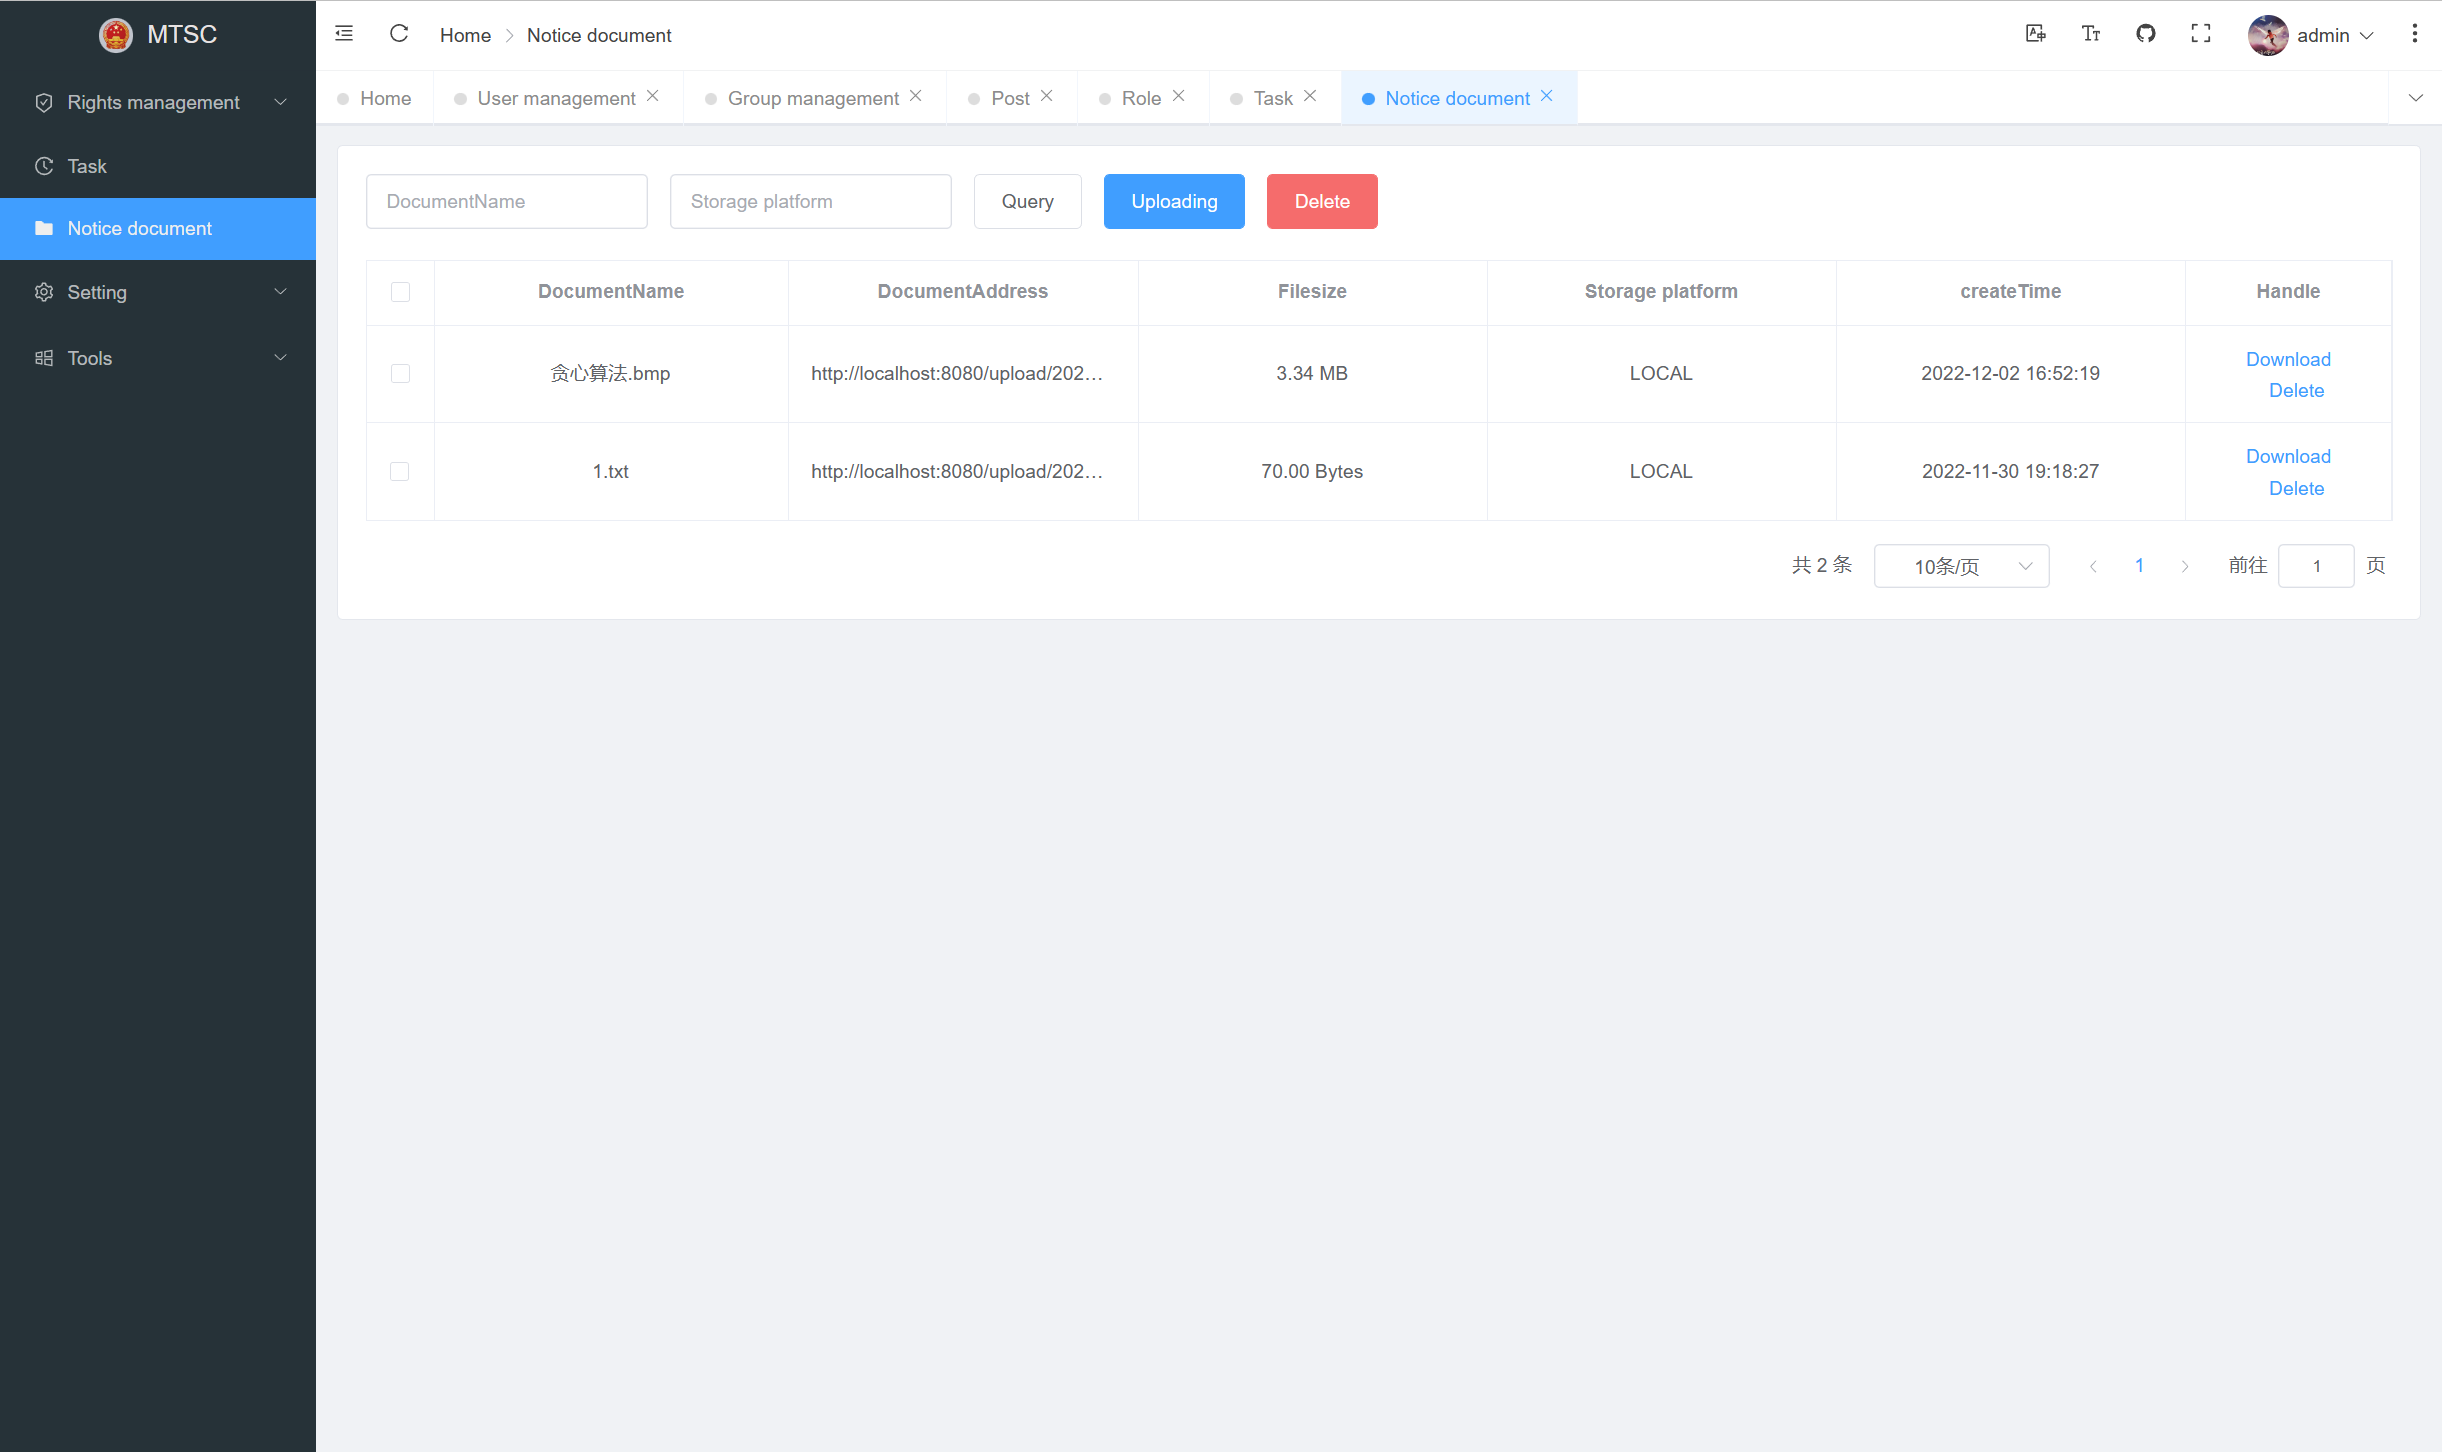 MTSC
Home > Notice document
admin
Rights management
Task
Notice document
Setting
Tools
Home
User management
Group management
Post
Role
Task
Notice document
DocumentName
Storage platform
Query
Uploading
Delete
DocumentName DocumentAddress Filesize Storage platform createTime Handle
贪心算法.bmp http://localhost:8080/upload/202... 3.34 MB LOCAL 2022-12-02 16:52:19 Download
Delete
1.txt http://localhost:8080/upload/202... 70.00 Bytes LOCAL 2022-11-30 19:18:27 Download
Delete
共 2 条 10条/页 1 前往 1 页